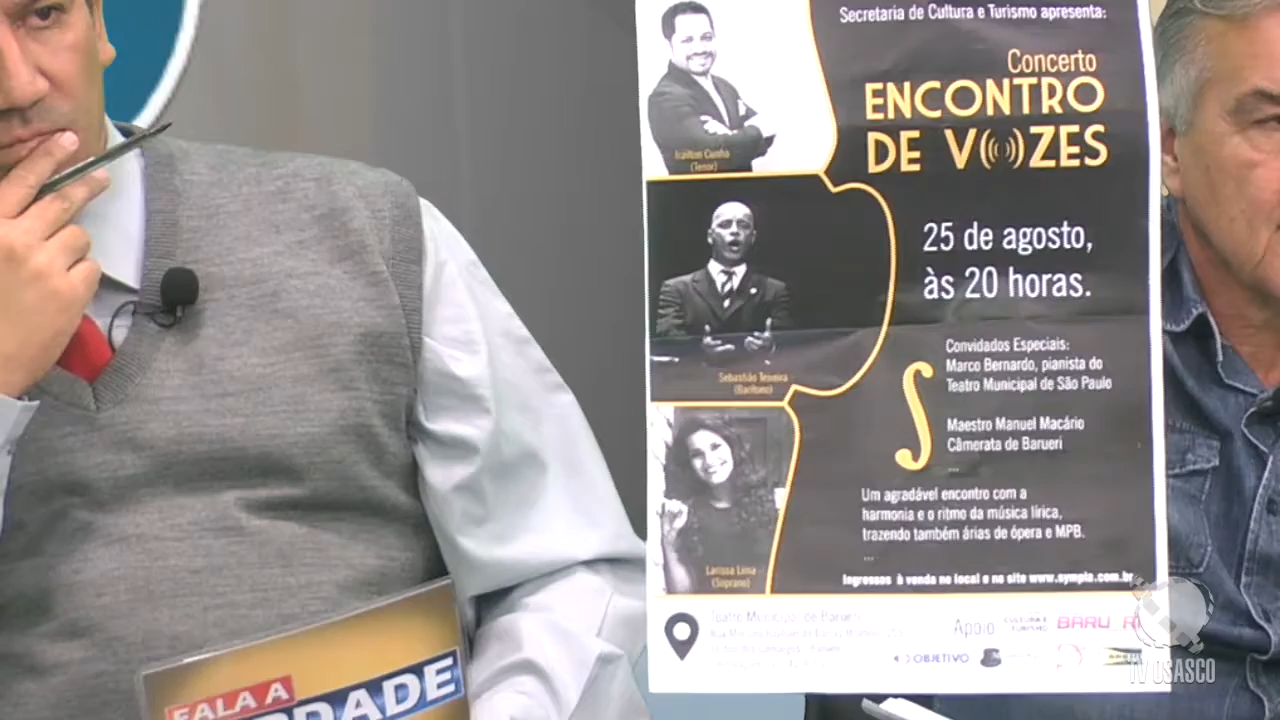 Secretaria de Cultura e Turismo apresenta:
Concerto
ENCONTRO
DE VOZES
25 de agosto,
às 20 horas.
Convidados Especiais:
Marco Bernardo, pianista do
Teatro Municipal de São Paulo
Maestro Manuel Macário
Câmerata de Barueri
...
Um agradável encontro com a
harmonia e o ritmo da música lírica,
trazendo também árias de ópera e MPB.
...
Ingressos à venda no local e no site www.sympla.com.br
Cunha
(Tenor)
Sebastião Teixeira
(Barítono)
Larissa Lima
(Soprano)
Teatro Municipal de Barueri
Apoio
CULTURA E
TURISMO
OBJETIVO
TV OSASCO
FALA A